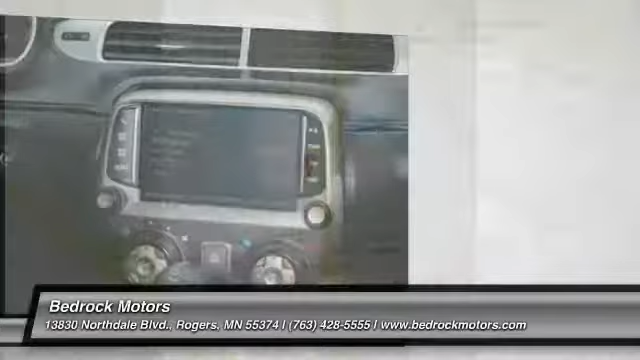 Bedrock Motors
13830 Northdale Blvd., Rogers, MN 55374 I (763) 428-5555 I www.bedrockmotors.com